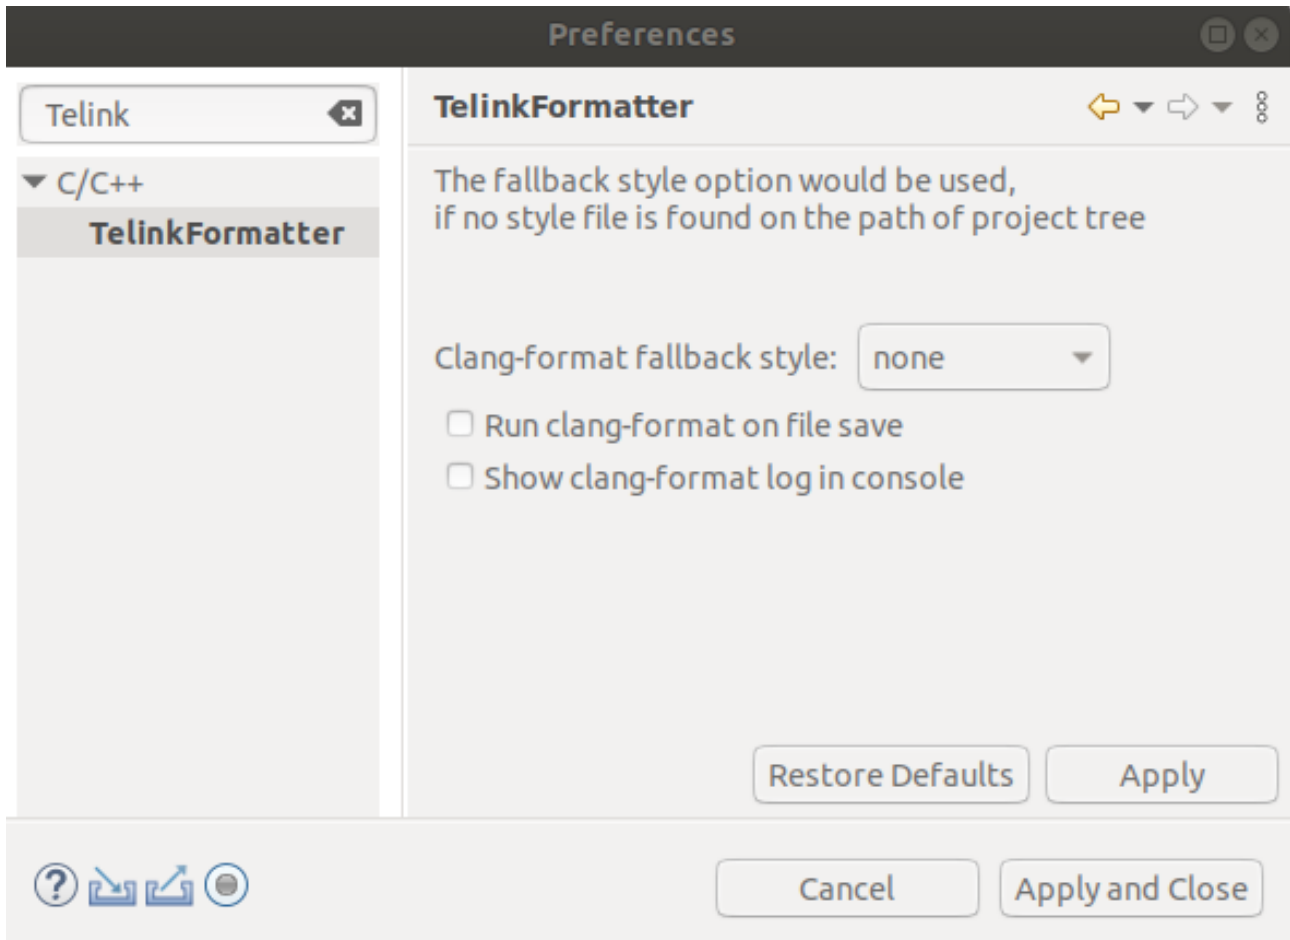 Preferences
Telink
C/C++
TelinkFormatter
TelinkFormatter
The fallback style option would be used,
if no style file is found on the path of project tree
Clang-format fallback style: none
Run clang-format on file save
Show clang-format log in console
Restore Defaults Apply
Cancel Apply and Close